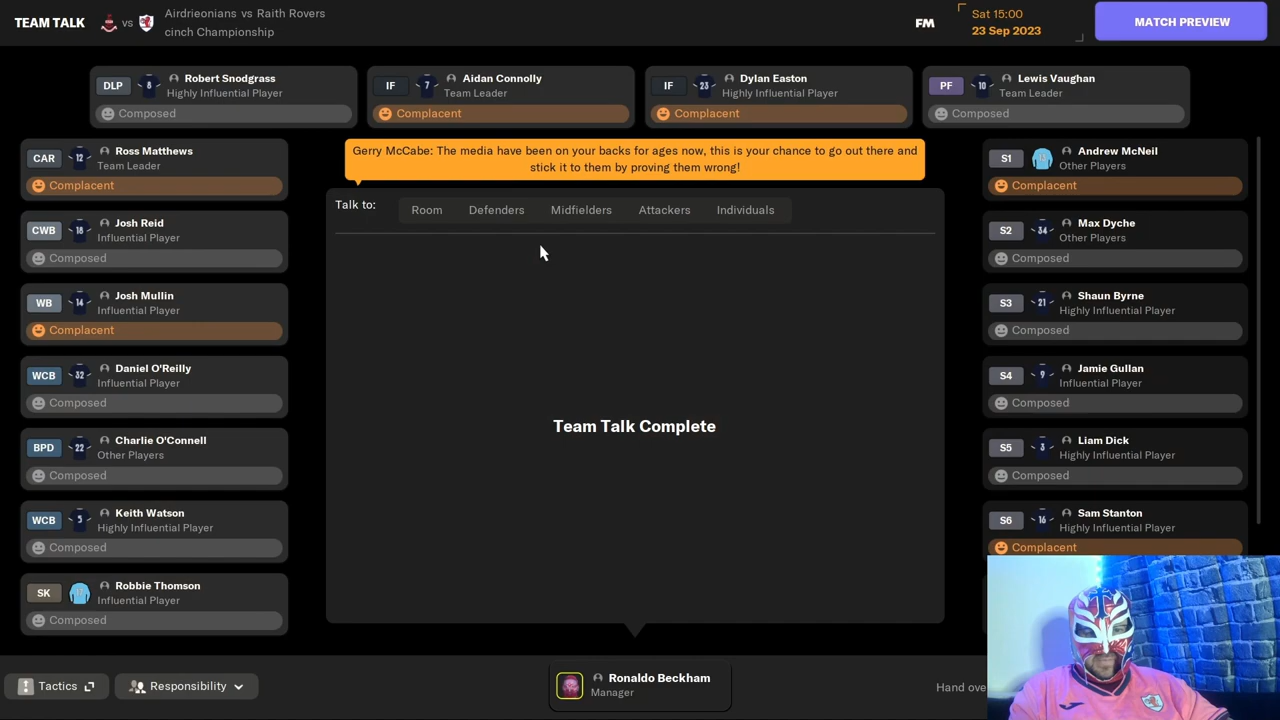 TEAM TALK
vs
Airdrieonians vs Raith Rovers
cinch Championship
FM
Sat 15:00
23 Sep 2023
MATCH PREVIEW
DLP
8
Robert Snodgrass
Highly Influential Player
Composed
IF
7
Aidan Connolly
Team Leader
Complacent
IF
23
Dylan Easton
Highly Influential Player
Complacent
PF
10
Lewis Vaughan
Team Leader
Composed
CAR
12
Ross Matthews
Team Leader
Complacent
CWB
18
Josh Reid
Influential Player
Composed
WB
14
Josh Mullin
Influential Player
Complacent
WCB
32
Daniel O'Reilly
Influential Player
Composed
BPD
22
Charlie O'Connell
Other Players
Composed
WCB
5
Keith Watson
Highly Influential Player
Composed
SK
Robbie Thomson
Influential Player
Composed
Gerry McCabe: The media have been on your backs for ages now, this is your chance to go out there and
stick it to them by proving them wrong!
Talk to:
Room
Defenders
Midfielders
Attackers
Individuals
Team Talk Complete
S1
Andrew McNeil
Other Players
Complacent
S2
34
Max Dyche
Other Players
Composed
S3
21
Shaun Byrne
Highly Influential Player
Composed
S4
9
Jamie Gullan
Influential Player
Composed
S5
3
Liam Dick
Highly Influential Player
Composed
S6
16
Sam Stanton
Highly Influential Player
Complacent
Tactics
Responsibility
Ronaldo Beckham
Manager
Hand ove